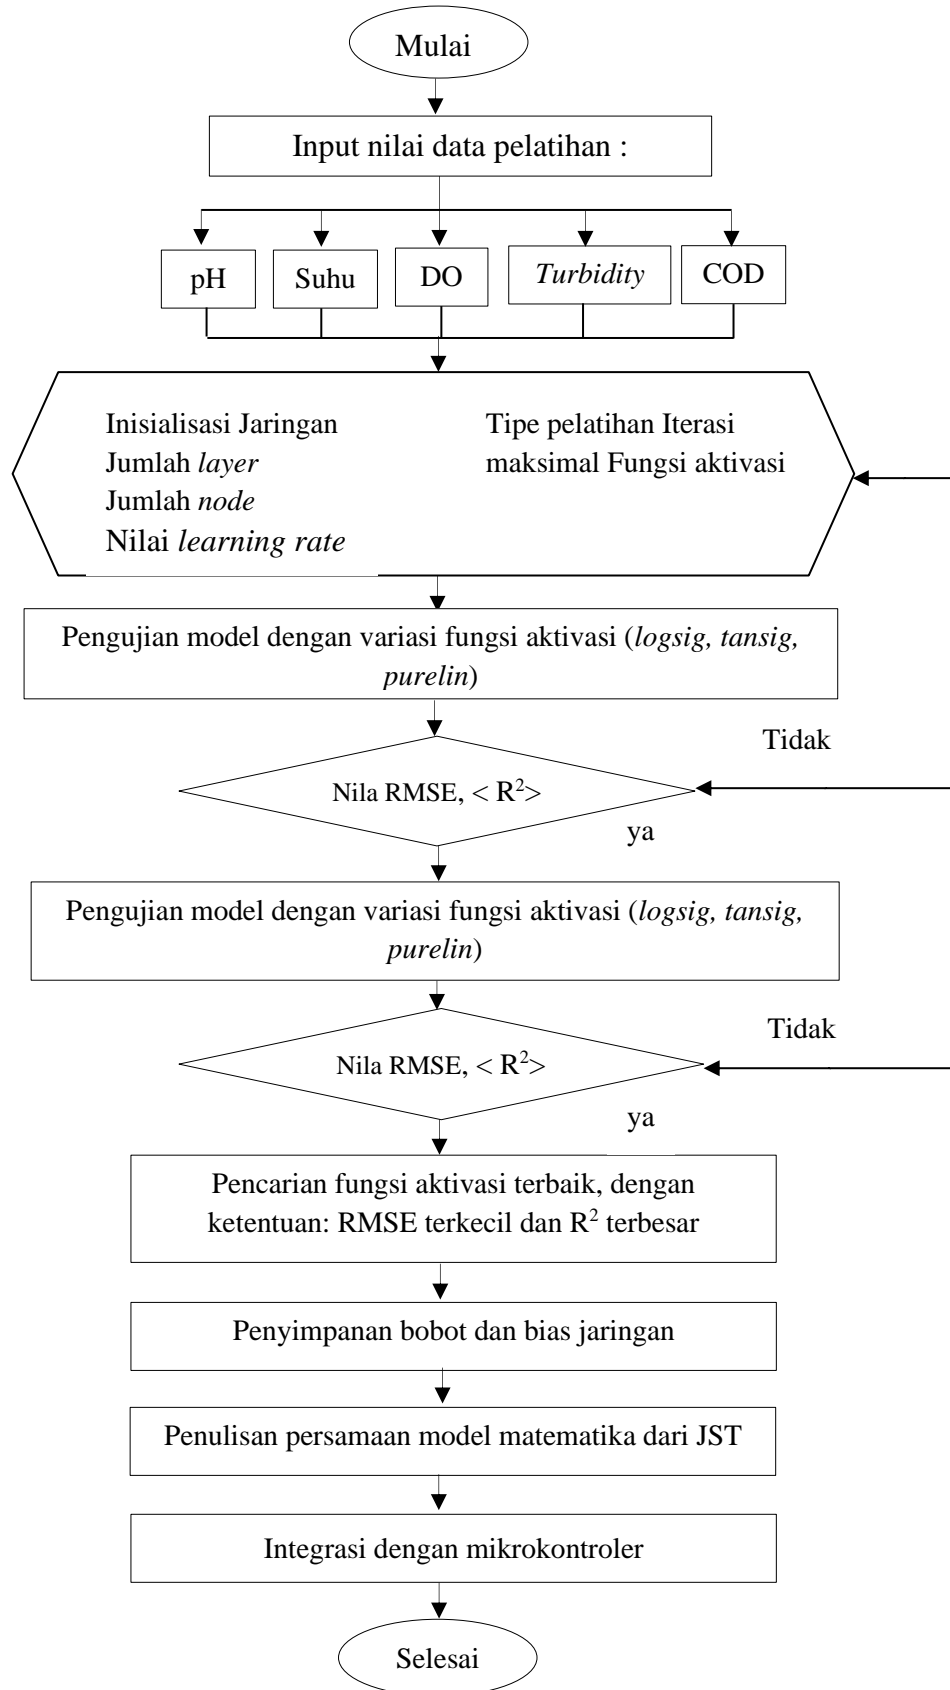 Mulai
Input nilai data pelatihan :
pH
Suhu
DO
Turbidity
COD
Inisialisasi Jaringan
Jumlah layer
Jumlah node
Nilai learning rate
Tipe pelatihan Iterasi
maksimal Fungsi aktivasi
Pengujian model dengan variasi fungsi aktivasi (logsig, tansig,
purelin)
Tidak
Nila RMSE, < R²>
ya
Pengujian model dengan variasi fungsi aktivasi (logsig, tansig,
purelin)
Tidak
Nila RMSE, < R²>
ya
Pencarian fungsi aktivasi terbaik, dengan
ketentuan: RMSE terkecil dan R² terbesar
Penyimpanan bobot dan bias jaringan
Penulisan persamaan model matematika dari JST
Integrasi dengan mikrokontroler
Selesai